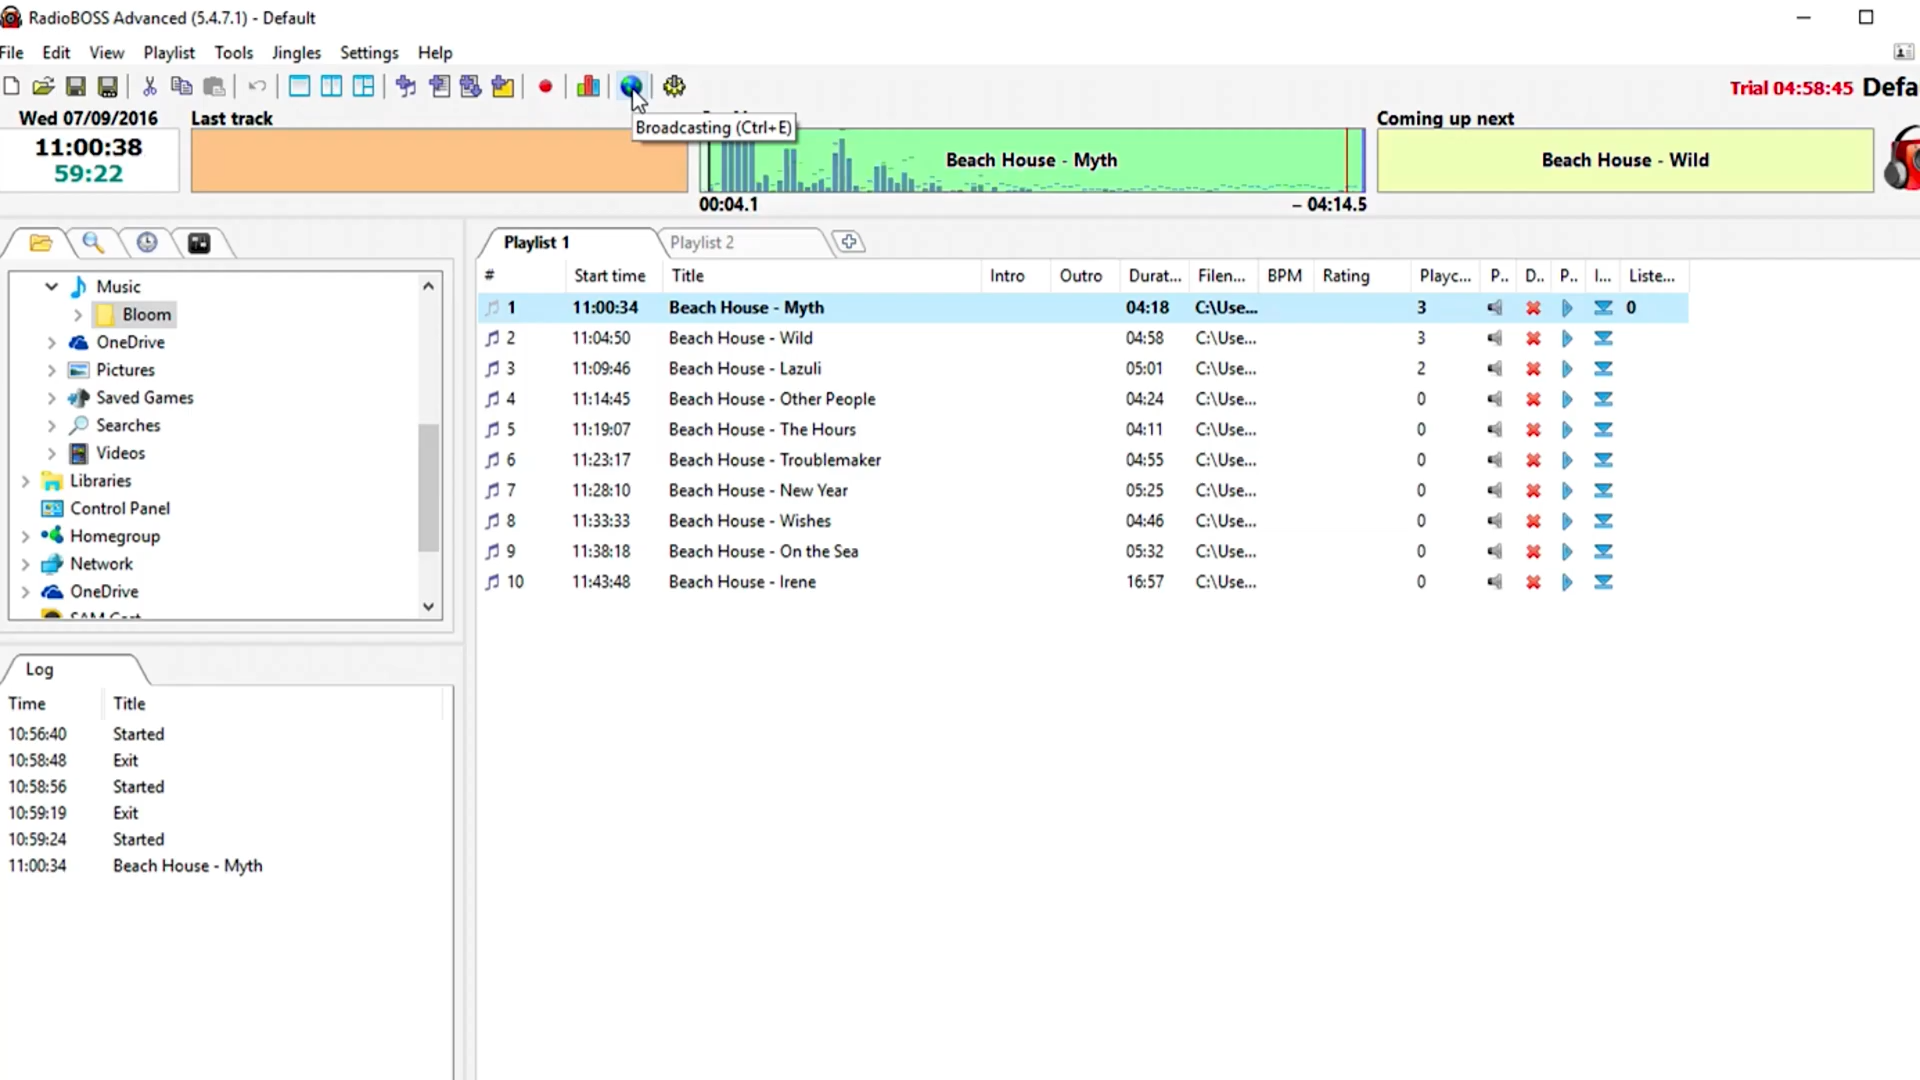 RadioBOSS Advanced (5.4.7.1) - Default
File Edit View Playlist Tools Jingles Settings Help
Trial 04:58:45 Defa
Wed 07/09/2016
11:00:38
59:22
Last track
Broadcasting (Ctrl+E)
Beach House - Myth
00:04.1 – 04:14.5
Coming up next
Beach House - Wild
Music
Bloom
OneDrive
Pictures
Saved Games
Searches
Videos
Libraries
Control Panel
Homegroup
Network
OneDrive
Playlist 1 Playlist 2
# Start time Title Intro Outro Durat... Filen... BPM Rating Playc... P.. D.. P.. I... Liste...
1 11:00:34 Beach House - Myth 04:18 C:\Use... 3 0
2 11:04:50 Beach House - Wild 04:58 C:\Use... 3
3 11:09:46 Beach House - Lazuli 05:01 C:\Use... 2
4 11:14:45 Beach House - Other People 04:24 C:\Use... 0
5 11:19:07 Beach House - The Hours 04:11 C:\Use... 0
6 11:23:17 Beach House - Troublemaker 04:55 C:\Use... 0
7 11:28:10 Beach House - New Year 05:25 C:\Use... 0
8 11:33:33 Beach House - Wishes 04:46 C:\Use... 0
9 11:38:18 Beach House - On the Sea 05:32 C:\Use... 0
10 11:43:48 Beach House - Irene 16:57 C:\Use... 0
Log
Time Title
10:56:40 Started
10:58:48 Exit
10:58:56 Started
10:59:19 Exit
10:59:24 Started
11:00:34 Beach House - Myth